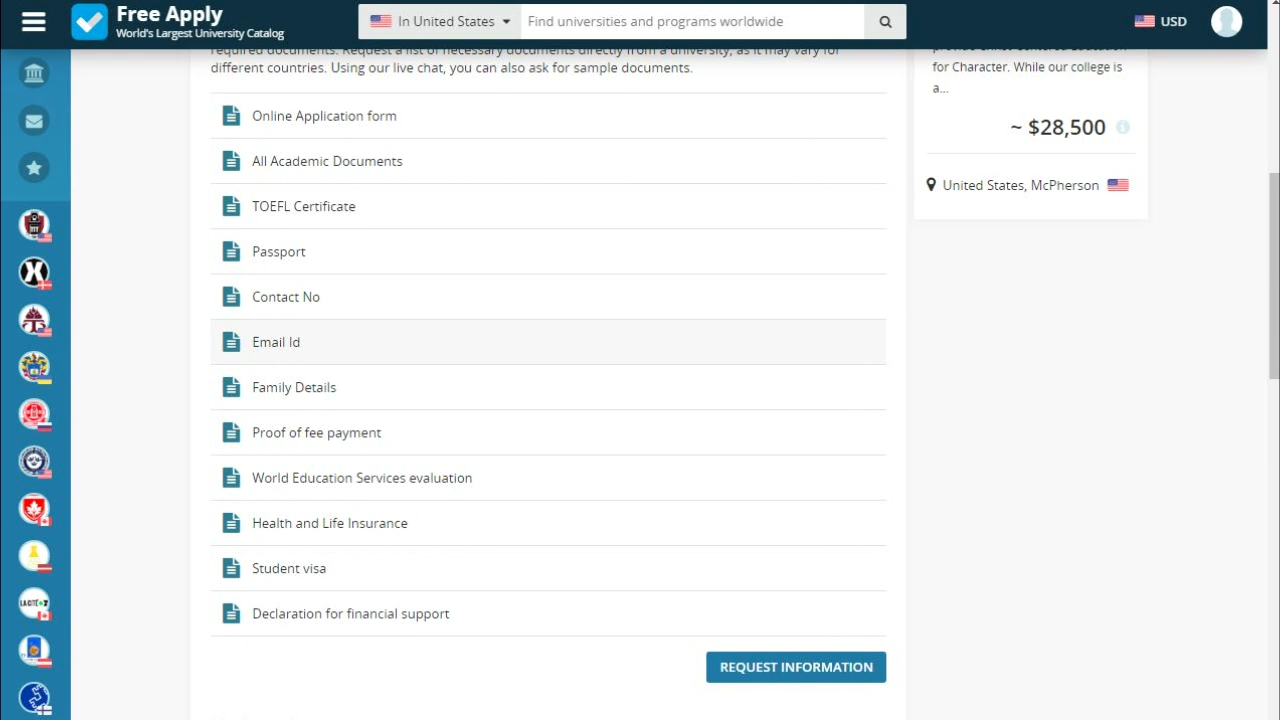 Free Apply
World's Largest University Catalog
In United States
Find universities and programs worldwide
USD
required documents. Request a list of necessary documents directly from a university, as it may vary for
different countries. Using our live chat, you can also ask for sample documents.
Online Application form
All Academic Documents
TOEFL Certificate
Passport
Contact No
Email Id
Family Details
Proof of fee payment
World Education Services evaluation
Health and Life Insurance
Student visa
Declaration for financial support
REQUEST INFORMATION
for Character. While our college is
a...
~ $28,500
United States, McPherson
LA CITÉ